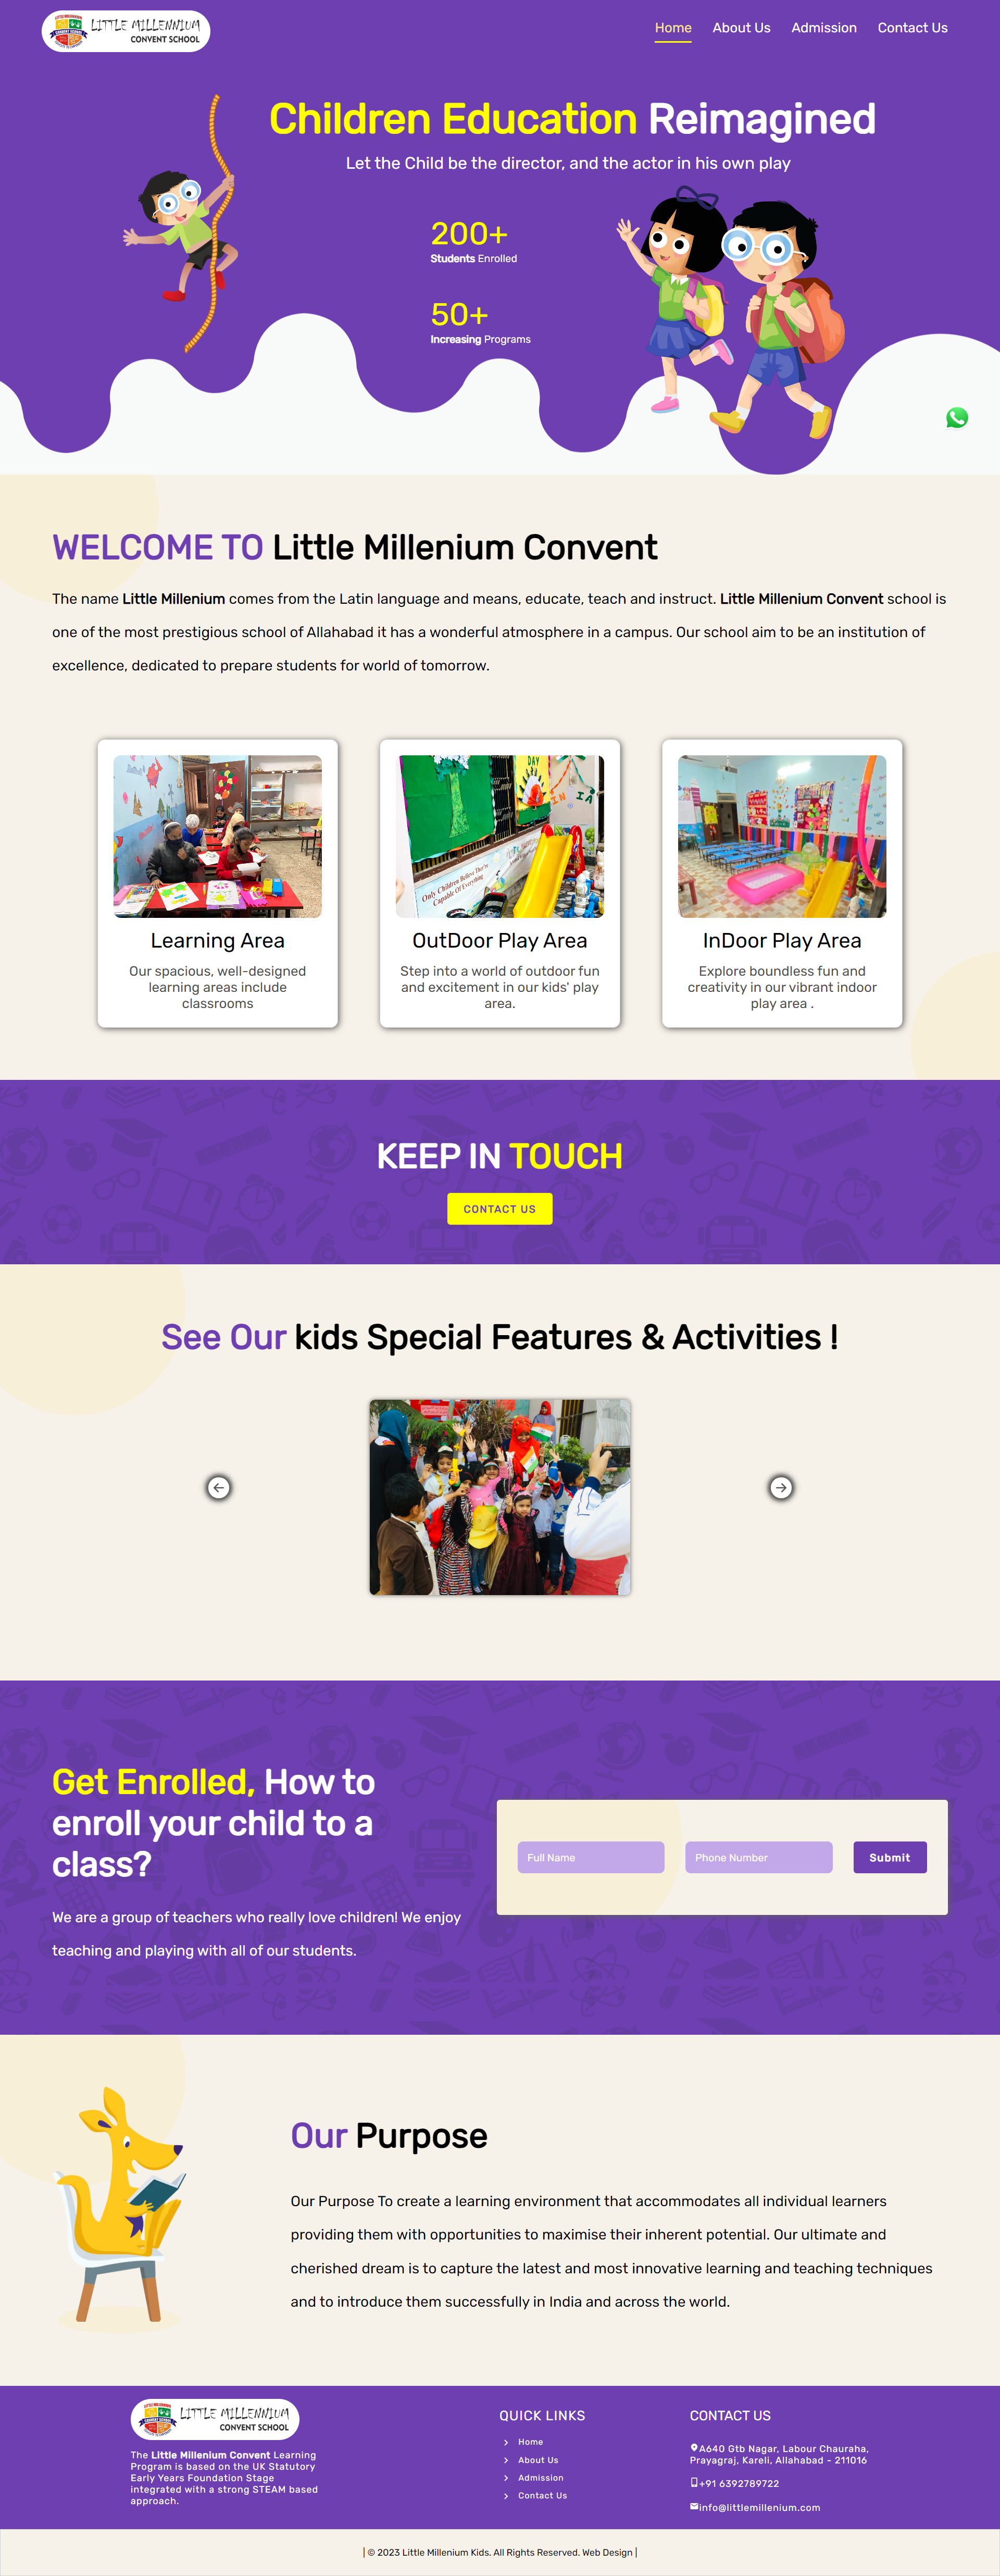 LITTLE MILLENNIUM
CONVENT SCHOOL
Home About Us Admission Contact Us
Children Education Reimagined
Let the Child be the director, and the actor in his own play
200+
Students Enrolled
50+
Increasing Programs
WELCOME TO Little Millenium Convent
The name Little Millenium comes from the Latin language and means, educate, teach and instruct. Little Millenium Convent school is
one of the most prestigious school of Allahabad it has a wonderful atmosphere in a campus. Our school aim to be an institution of
excellence, dedicated to prepare students for world of tomorrow.
DAY
IN IA
Only Children Believe They're
Capable Of Everything
Learning Area
Our spacious, well-designed
learning areas include
classrooms
OutDoor Play Area
Step into a world of outdoor fun
and excitement in our kids' play
area.
InDoor Play Area
Explore boundless fun and
creativity in our vibrant indoor
play area .
KEEP IN TOUCH
CONTACT US
See Our kids Special Features & Activities !
Get Enrolled, How to
enroll your child to a
class?
We are a group of teachers who really love children! We enjoy
teaching and playing with all of our students.
Full Name
Phone Number
Submit
Our Purpose
Our Purpose To create a learning environment that accommodates all individual learners
providing them with opportunities to maximise their inherent potential. Our ultimate and
cherished dream is to capture the latest and most innovative learning and teaching techniques
and to introduce them successfully in India and across the world.
LITTLE MILLENNIUM
CONVENT SCHOOL
The Little Millenium Convent Learning
Program is based on the UK Statutory
Early Years Foundation Stage
integrated with a strong STEAM based
approach.
QUICK LINKS
Home
About Us
Admission
Contact Us
CONTACT US
A640 Gtb Nagar, Labour Chauraha,
Prayagraj, Kareli, Allahabad - 211016
+91 6392789722
info@littlemillenium.com
| © 2023 Little Millenium Kids. All Rights Reserved. Web Design |